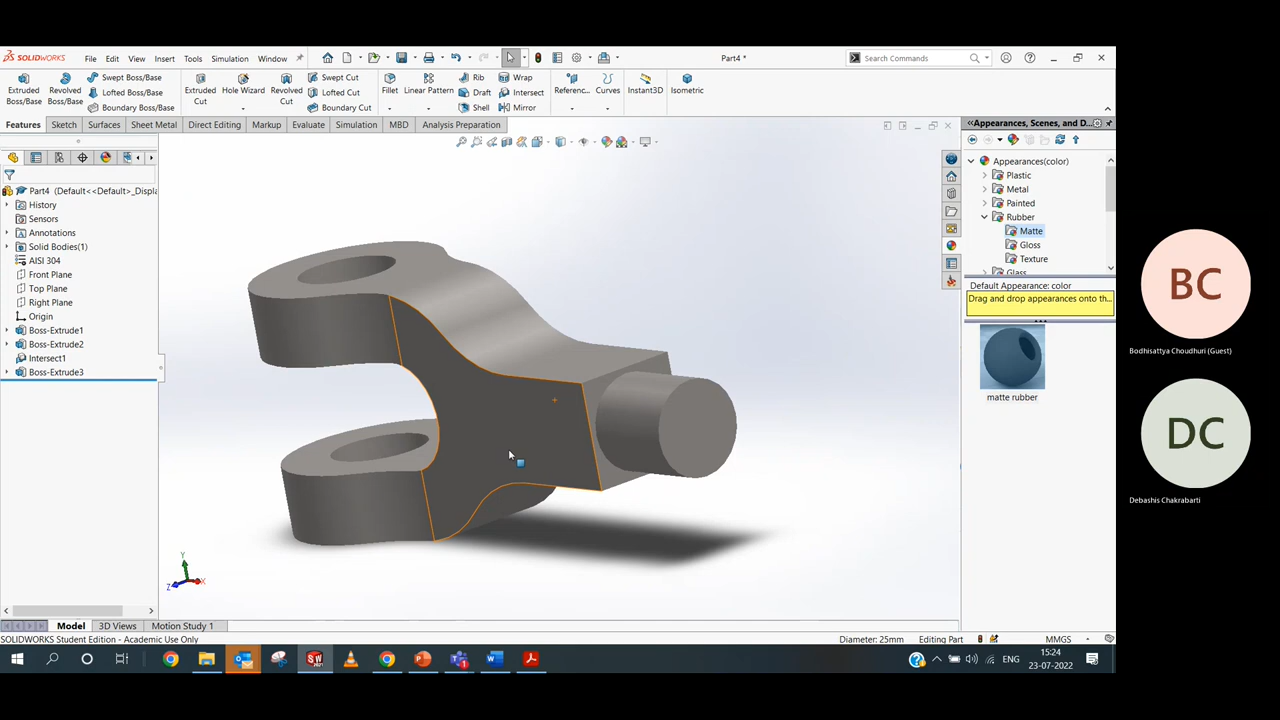 SOLIDWORKS File Edit View Insert Tools Simulation Window Part4 * Search Commands
Extruded Boss/Base
Revolved Boss/Base
Swept Boss/Base
Lofted Boss/Base
Boundary Boss/Base
Extruded Cut
Hole Wizard
Revolved Cut
Swept Cut
Lofted Cut
Boundary Cut
Fillet
Linear Pattern
Rib
Draft
Shell
Wrap
Intersect
Mirror
Referenc...
Curves
Instant3D
Isometric
Features Sketch Surfaces Sheet Metal Direct Editing Markup Evaluate Simulation MBD Analysis Preparation
Part4 (Default<<Default>_Displa
History
Sensors
Annotations
Solid Bodies(1)
AISI 304
Front Plane
Top Plane
Right Plane
Origin
Boss-Extrude1
Boss-Extrude2
Intersect1
Boss-Extrude3
Y
Z
X
Appearances, Scenes, and D...
Appearances(color)
Plastic
Metal
Painted
Rubber
Matte
Gloss
Texture
Glass
Default Appearance: color
Drag and drop appearances onto th...
matte rubber
BC
Bodhisattya Choudhuri (Guest)
DC
Debashis Chakrabarti
Model 3D Views Motion Study 1
SOLIDWORKS Student Edition - Academic Use Only Diameter: 25mm Editing Part MMGS
ENG
15:24
23-07-2022